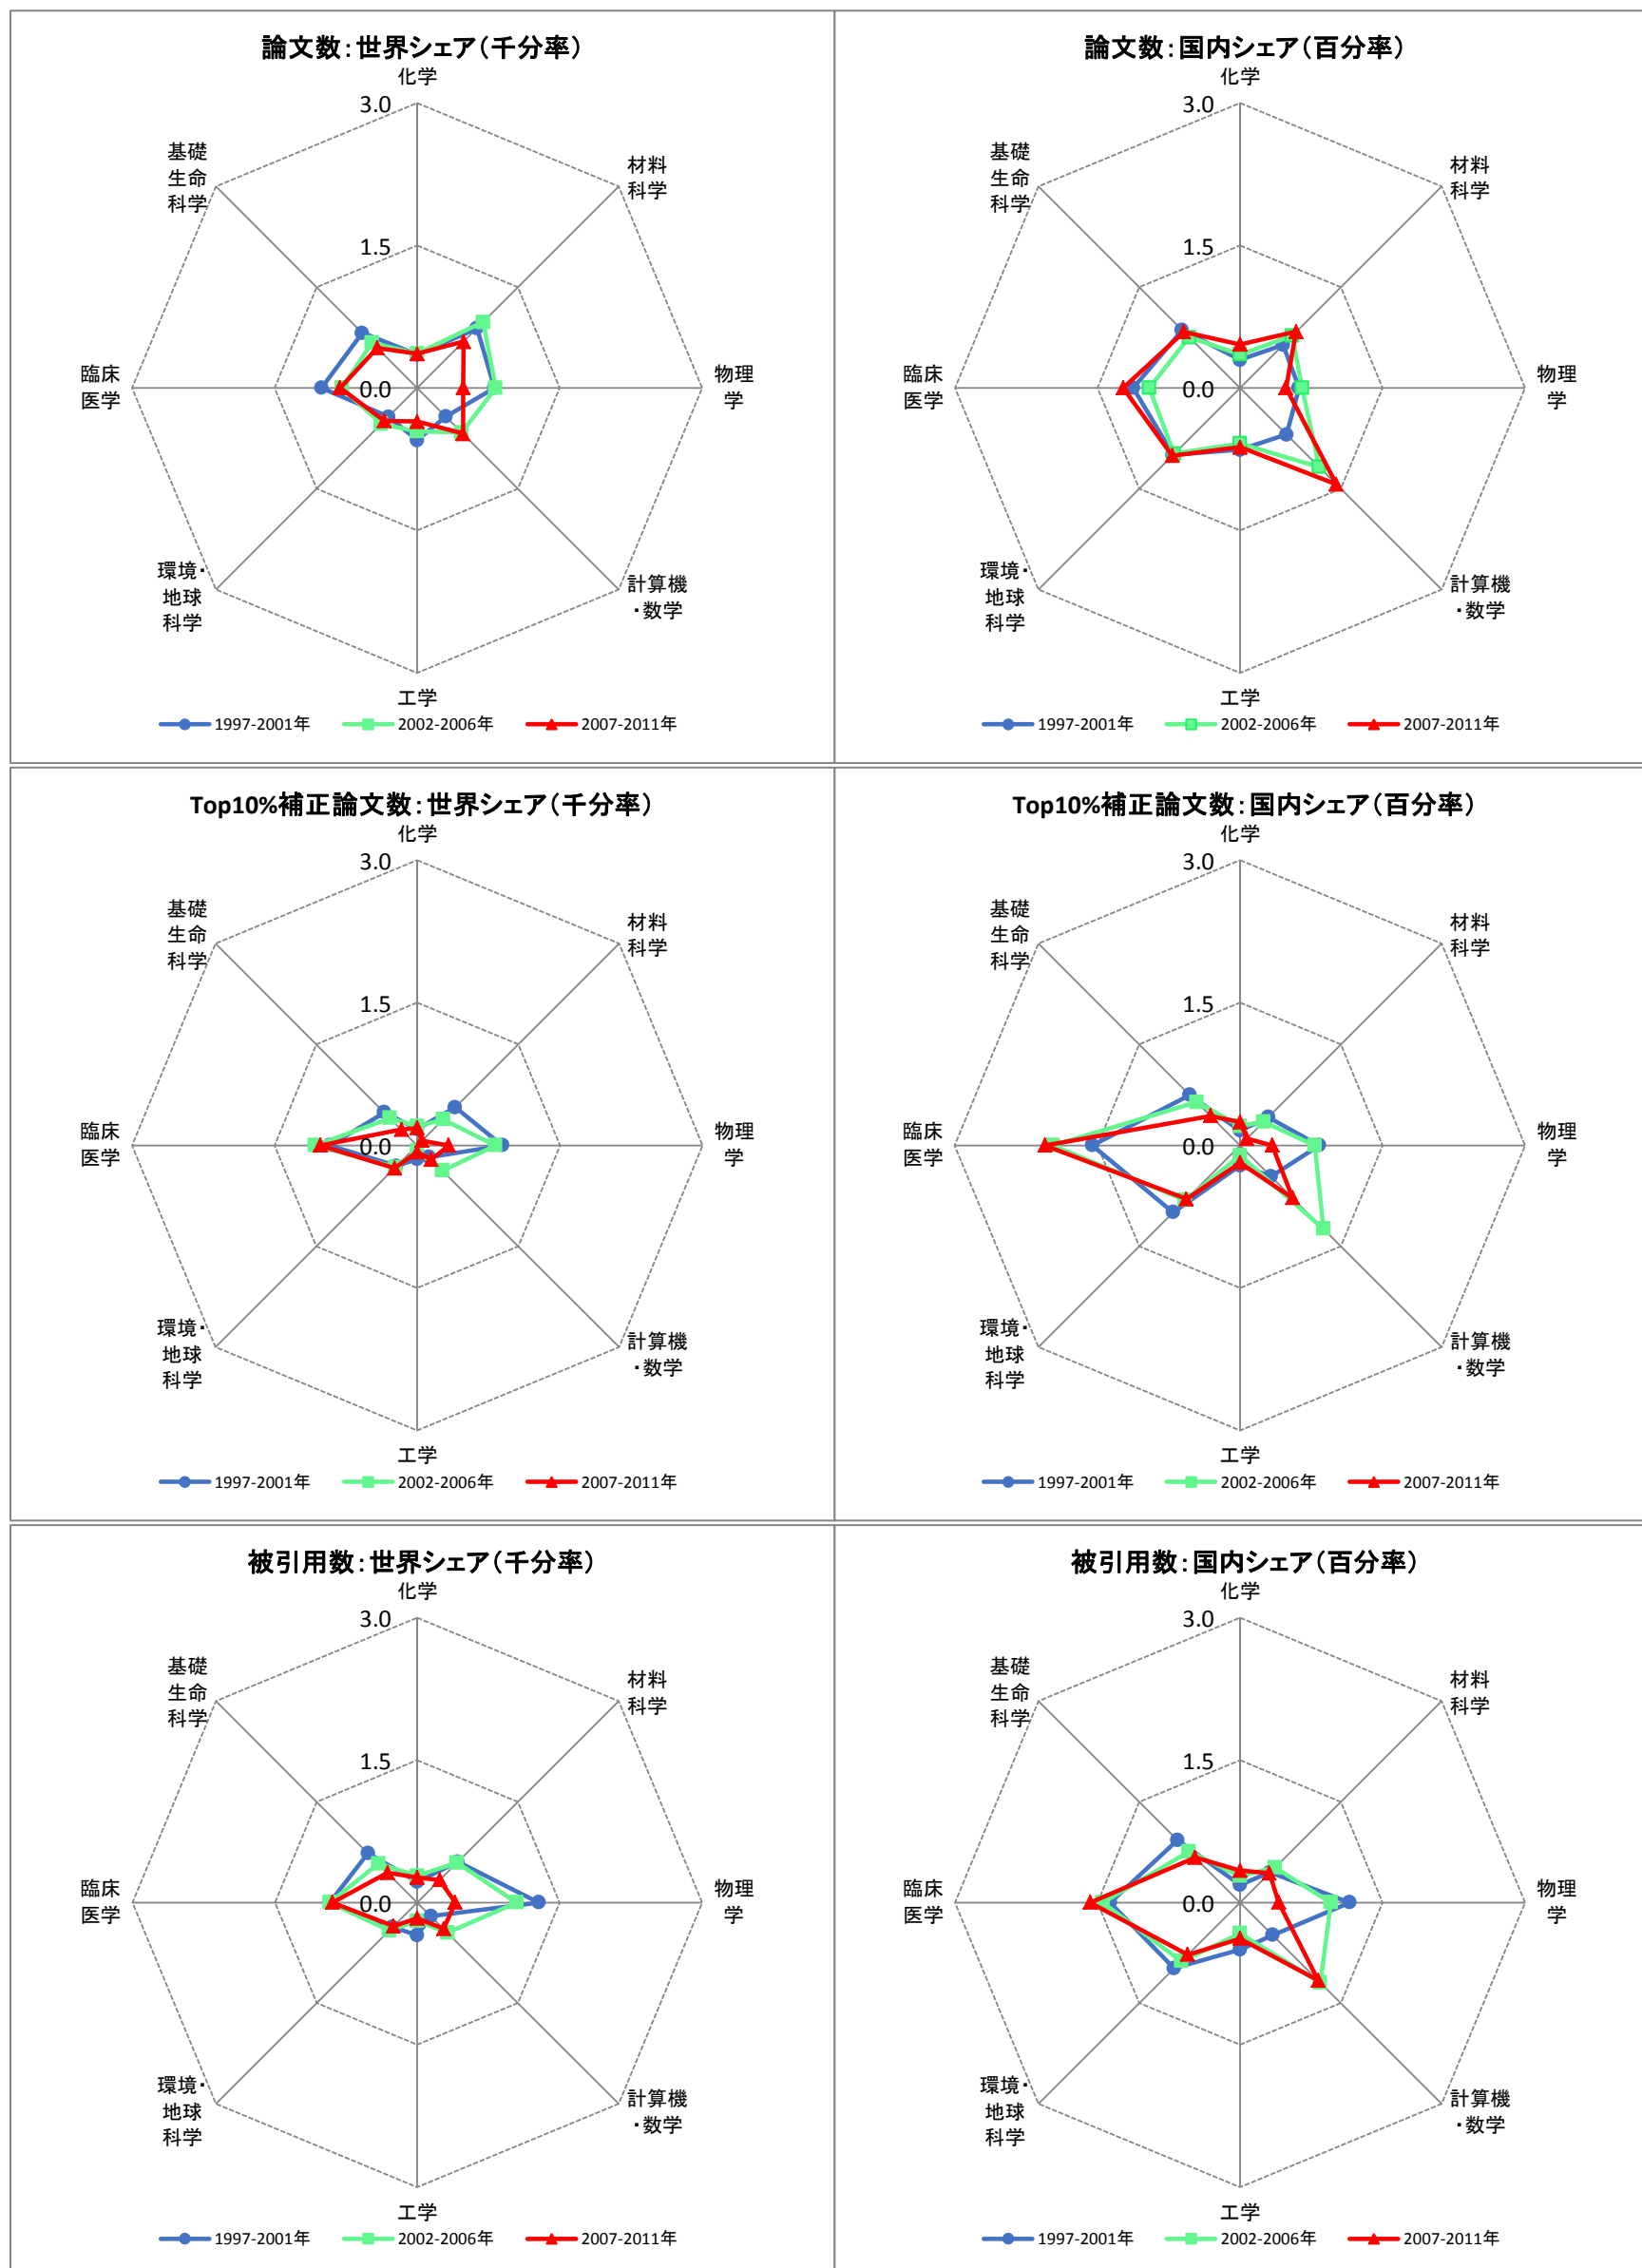 論文数：世界シェア（千分率）
化学
3.0
基礎
生命
科学
材料
科学
1.5
臨床
医学
0.0
物理
学
環境・
地球
科学
計算機
・数学
工学
1997-2001年
2002-2006年
2007-2011年
論文数：国内シェア（百分率）
化学
3.0
基礎
生命
科学
材料
科学
1.5
臨床
医学
0.0
物理
学
環境・
地球
科学
計算機
・数学
工学
1997-2001年
2002-2006年
2007-2011年
Top10%補正論文数：世界シェア（千分率）
化学
3.0
基礎
生命
科学
材料
科学
1.5
臨床
医学
0.0
物理
学
環境・
地球
科学
計算機
・数学
工学
1997-2001年
2002-2006年
2007-2011年
Top10%補正論文数：国内シェア（百分率）
化学
3.0
基礎
生命
科学
材料
科学
1.5
臨床
医学
0.0
物理
学
環境・
地球
科学
計算機
・数学
工学
1997-2001年
2002-2006年
2007-2011年
被引用数：世界シェア（千分率）
化学
3.0
基礎
生命
科学
材料
科学
1.5
臨床
医学
0.0
物理
学
環境・
地球
科学
計算機
・数学
工学
1997-2001年
2002-2006年
2007-2011年
被引用数：国内シェア（百分率）
化学
3.0
基礎
生命
科学
材料
科学
1.5
臨床
医学
0.0
物理
学
環境・
地球
科学
計算機
・数学
工学
1997-2001年
2002-2006年
2007-2011年